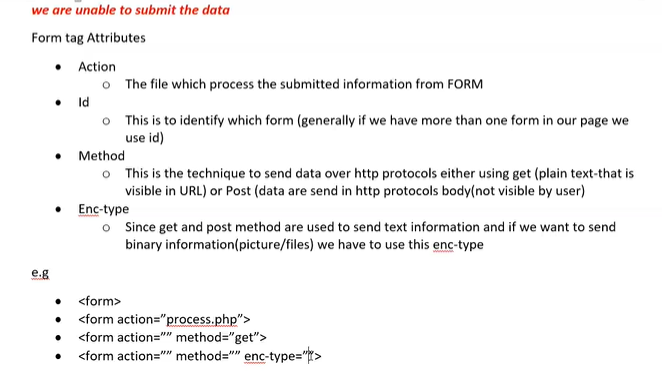 we are unable to submit the data
Form tag Attributes
• Action
o The file which process the submitted information from FORM
• Id
o This is to identify which form (generally if we have more than one form in our page we
use id)
• Method
o This is the technique to send data over http protocols either using get (plain text-that is
visible in URL) or Post (data are send in http protocols body(not visible by user)
• Enc-type
o Since get and post method are used to send text information and if we want to send
binary information(picture/files) we have to use this enc-type
e.g
• <form>
• <form action=”process.php”>
• <form action=”” method=”get”>
• <form action=”” method=”” enc-type=””>